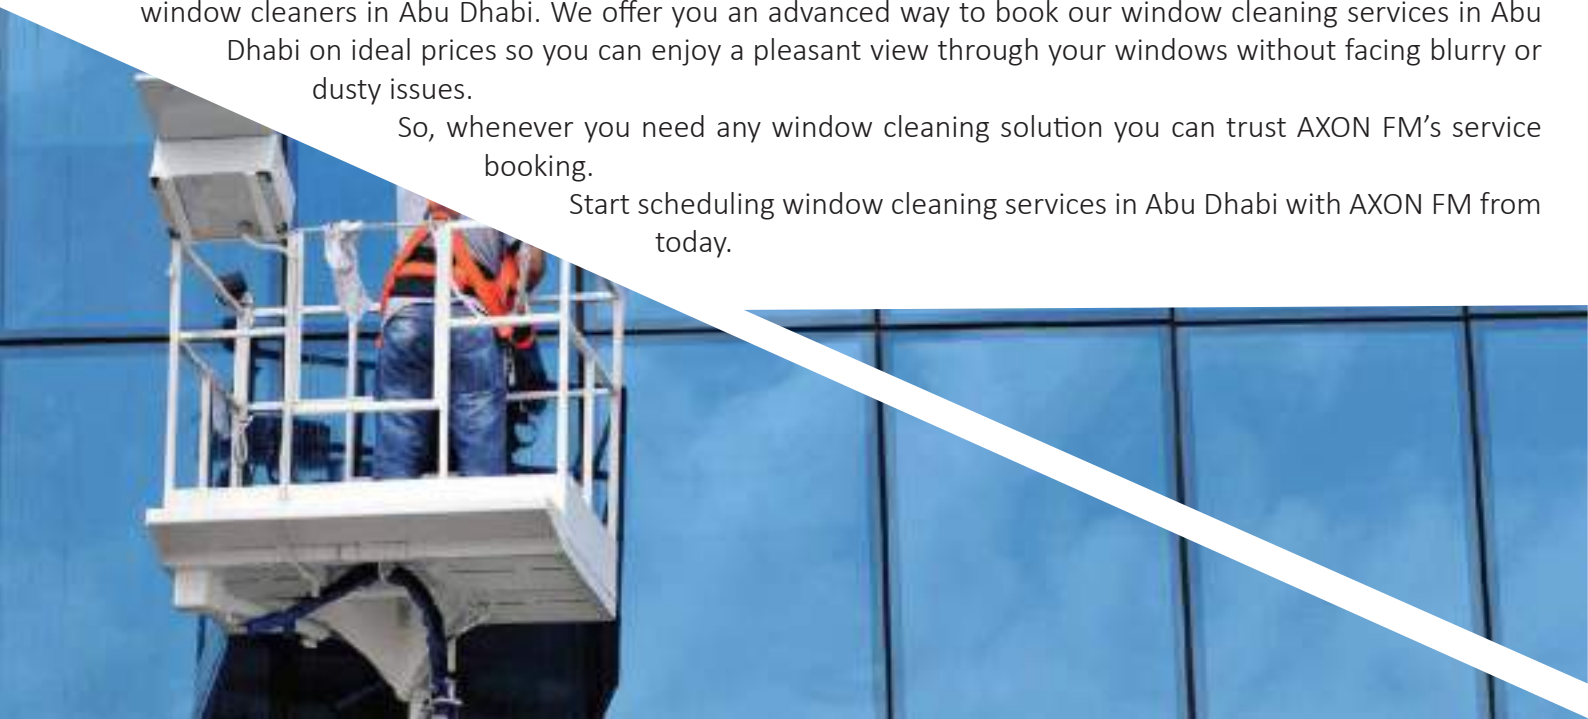 window cleaners in Abu Dhabi. We offer you an advanced way to book our window cleaning services in Abu
Dhabi on ideal prices so you can enjoy a pleasant view through your windows without facing blurry or
dusty issues.
So, whenever you need any window cleaning solution you can trust AXON FM’s service
booking.
Start scheduling window cleaning services in Abu Dhabi with AXON FM from
today.